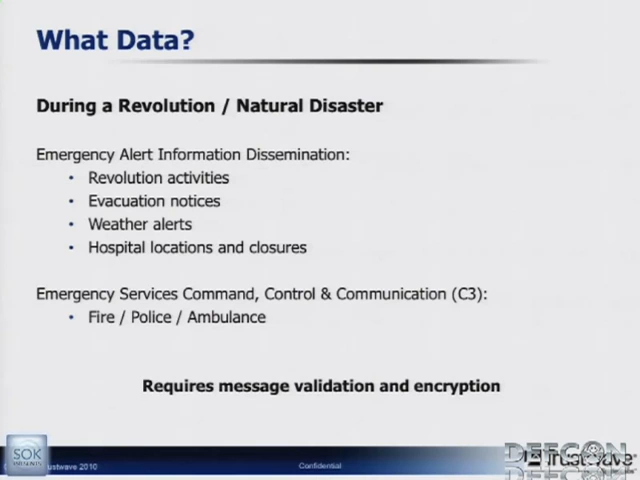 What Data?
During a Revolution / Natural Disaster
Emergency Alert Information Dissemination:
• Revolution activities
• Evacuation notices
• Weather alerts
• Hospital locations and closures
Emergency Services Command, Control & Communication (C3):
• Fire / Police / Ambulance
Requires message validation and encryption
SOK
rustwave 2010
Confidential
DEFCON
Trustwave